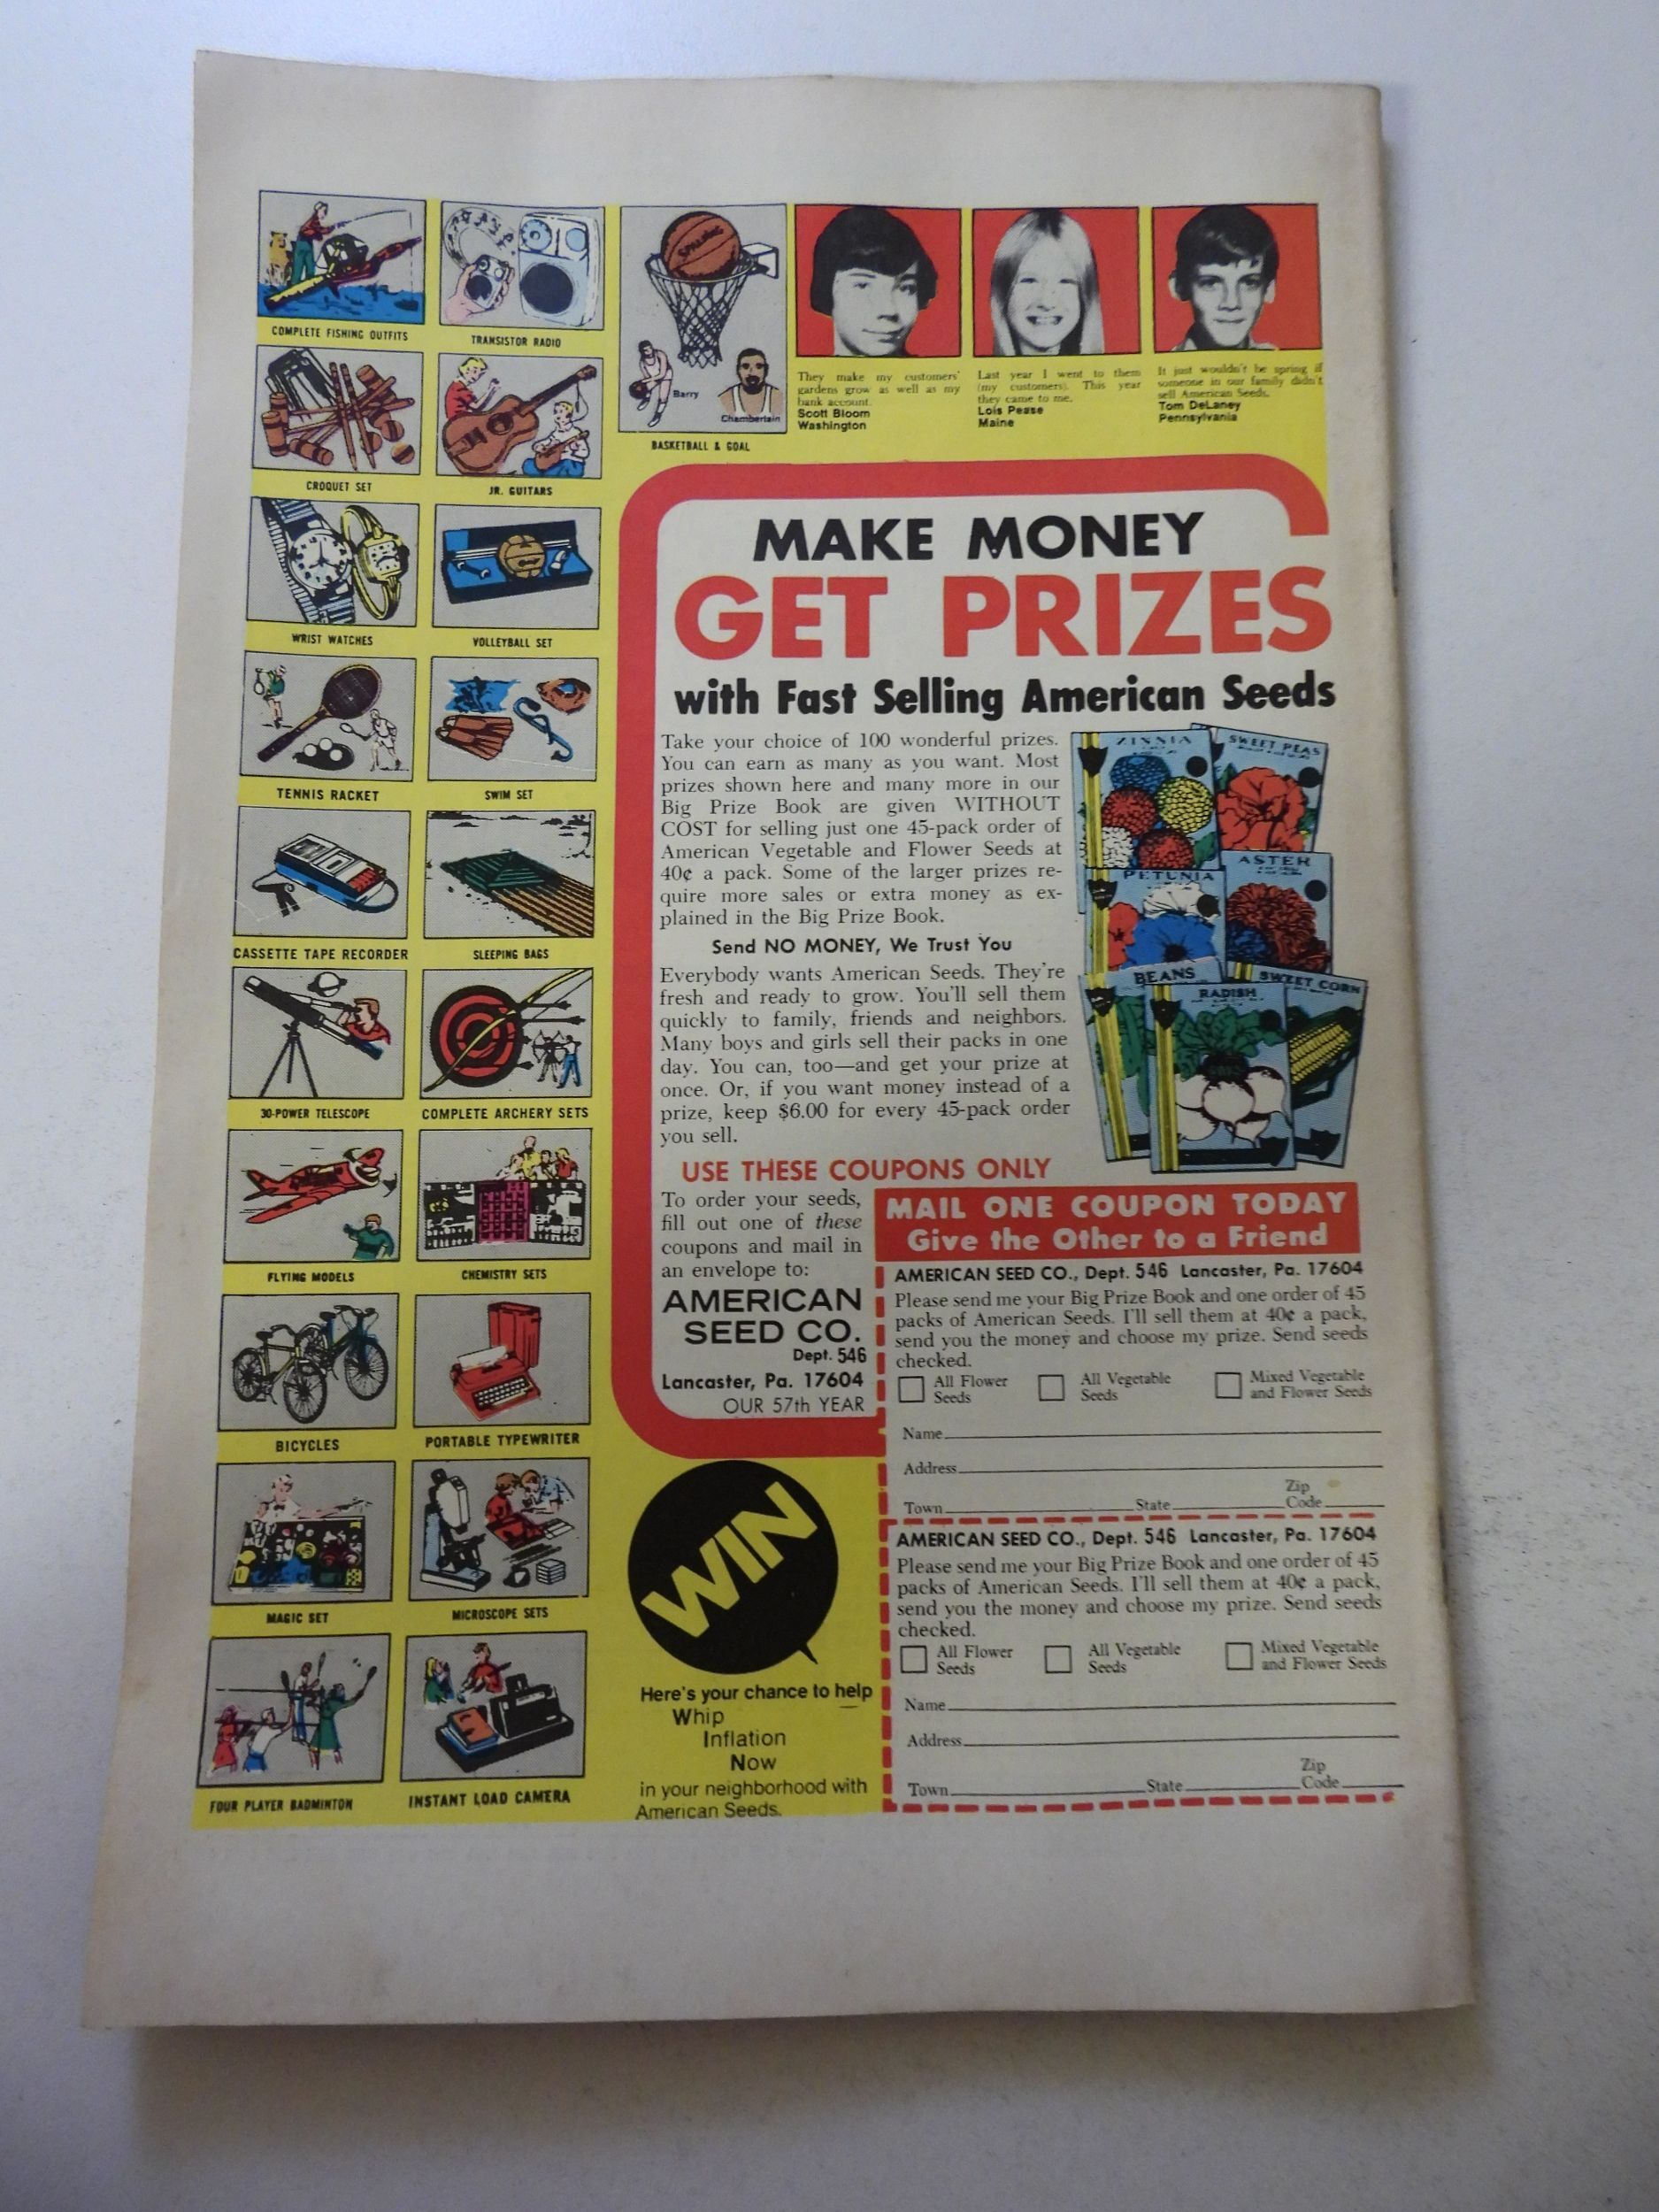 COMPLETE FISHING OUTFITS
TRANSISTOR RADIO
CROQUET SET
JR. GUITARS
WRIST WATCHES
VOLLEYBALL SET
TENNIS RACKET
SWIM SET
CASSETTE TAPE RECORDER
SLEEPING BAGS
30-POWER TELESCOPE
COMPLETE ARCHERY SETS
FLYING MODELS
CHEMISTRY SETS
BICYCLES
PORTABLE TYPEWRITER
MAGIC SET
MICROSCOPE SETS
FOUR PLAYER BADMINTON
INSTANT LOAD CAMERA
SPALDING
Barry
Chamberlain
BASKETBALL & GOAL
They make my customers'
gardens grow as well as my
bank account.
Scott Bloom
Washington
Last year I went to them
(my customers). This year
they came to me.
Lois Pease
Maine
It just wouldn't be spring if
someone in our family didn't
sell American Seeds.
Tom DeLaney
Pennsylvania
MAKE MONEY
GET PRIZES
with Fast Selling American Seeds
Take your choice of 100 wonderful prizes.
You can earn as many as you want. Most
prizes shown here and many more in our
Big Prize Book are given WITHOUT
COST for selling just one 45-pack order of
American Vegetable and Flower Seeds at
40¢ a pack. Some of the larger prizes re-
quire more sales or extra money as ex-
plained in the Big Prize Book.
Send NO MONEY, We Trust You
Everybody wants American Seeds. They're
fresh and ready to grow. You'll sell them
quickly to family, friends and neighbors.
Many boys and girls sell their packs in one
day. You can, too—and get your prize at
once. Or, if you want money instead of a
prize, keep $6.00 for every 45-pack order
you sell.
ZINNIA
SWEET PEAS
ASTER
PETUNIA
BEANS
SWEET CORN
RADISH
USE THESE COUPONS ONLY
To order your seeds,
fill out one of these
coupons and mail in
an envelope to:
AMERICAN
SEED CO.
Dept. 546
Lancaster, Pa. 17604
OUR 57th YEAR
MAIL ONE COUPON TODAY
Give the Other to a Friend
AMERICAN SEED CO., Dept. 546 Lancaster, Pa. 17604
Please send me your Big Prize Book and one order of 45
packs of American Seeds. I'll sell them at 40¢ a pack,
send you the money and choose my prize. Send seeds
checked.
All Flower Seeds
All Vegetable Seeds
Mixed Vegetable and Flower Seeds
Name
Address
Town State Zip Code
AMERICAN SEED CO., Dept. 546 Lancaster, Pa. 17604
Please send me your Big Prize Book and one order of 45
packs of American Seeds. I'll sell them at 40¢ a pack,
send you the money and choose my prize. Send seeds
checked.
All Flower Seeds
All Vegetable Seeds
Mixed Vegetable and Flower Seeds
Name
Address
Town State Zip Code
WIN
Here's your chance to help
Whip
Inflation
Now
in your neighborhood with
American Seeds.